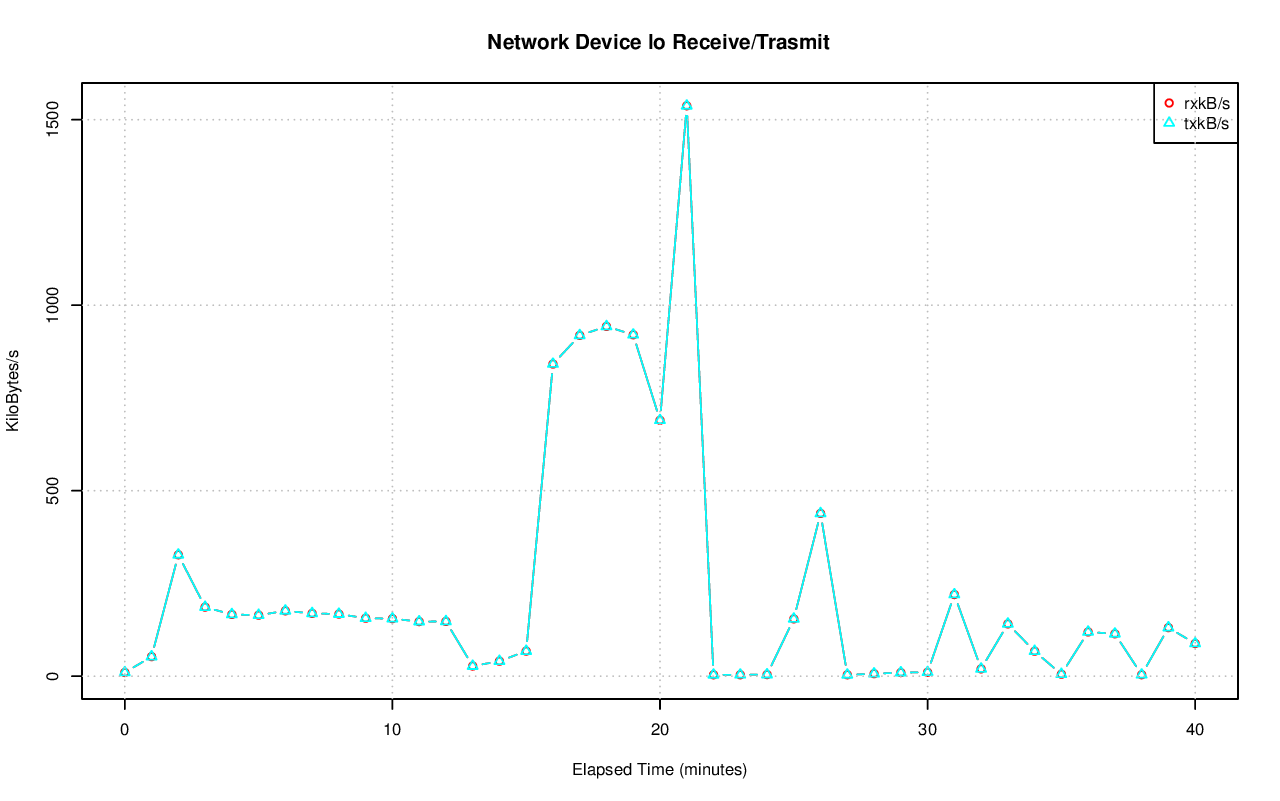 Network Device lo Receive/Trasmit
rxkB/s
txkB/s
KiloBytes/s
1500
1000
500
0
0 10 20 30 40
Elapsed Time (minutes)